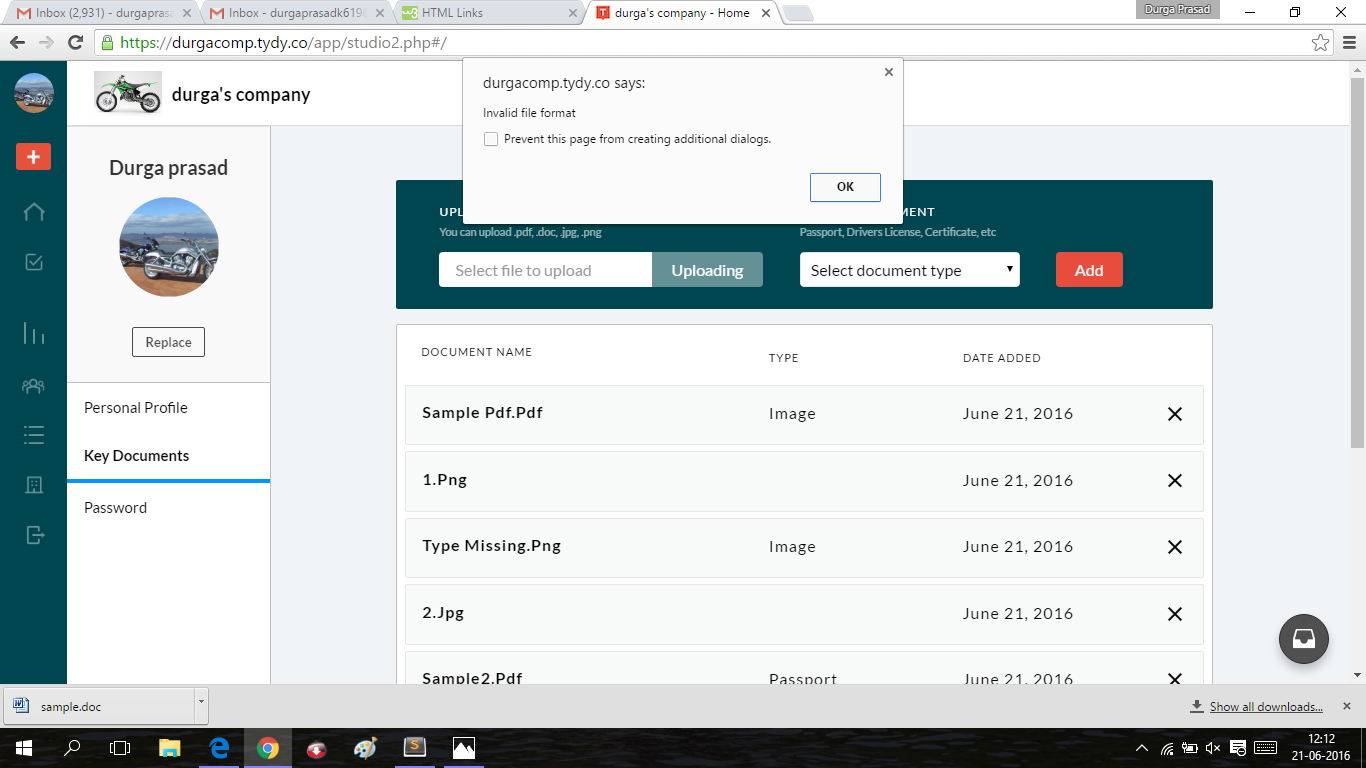 Inbox (2,931) - durgapras
Inbox - durgaprasadk619
HTML Links
durga's company - Home
Durga Prasad
https://durgacomp.tydy.co/app/studio2.php#/
durga's company
durgacomp.tydy.co says:
Invalid file format
Prevent this page from creating additional dialogs.
OK
Durga prasad
Replace
Personal Profile
Key Documents
Password
You can upload .pdf, .doc, .jpg, .png
Passport, Drivers License, Certificate, etc
Select file to upload
Uploading
Select document type
Add
DOCUMENT NAME
TYPE
DATE ADDED
Sample Pdf.Pdf
Image
June 21, 2016
1.Png
June 21, 2016
Type Missing.Png
Image
June 21, 2016
2.Jpg
June 21, 2016
Sample2.Pdf
Passport
June 21, 2016
sample.doc
Show all downloads...
12:12
21-06-2016